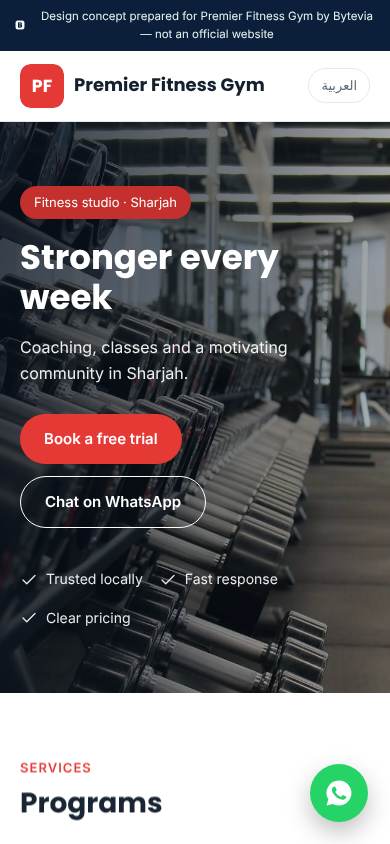 Design concept prepared for Premier Fitness Gym by Bytevia
— not an official website
PF Premier Fitness Gym العربية
Fitness studio · Sharjah
Stronger every
week
Coaching, classes and a motivating
community in Sharjah.
Book a free trial
Chat on WhatsApp
Trusted locally Fast response
Clear pricing
SERVICES
Programs